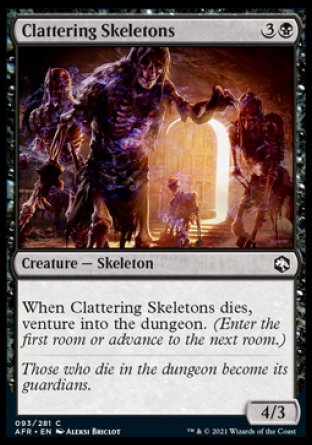 Clattering Skeletons 3
Creature — Skeleton
When Clattering Skeletons dies,
venture into the dungeon. (Enter the
first room or advance to the next room.)
Those who die in the dungeon become its
guardians.
4/3
093/281 C
AFR • EN Aleksi Briclot
™ & © 2021 Wizards of the Coast